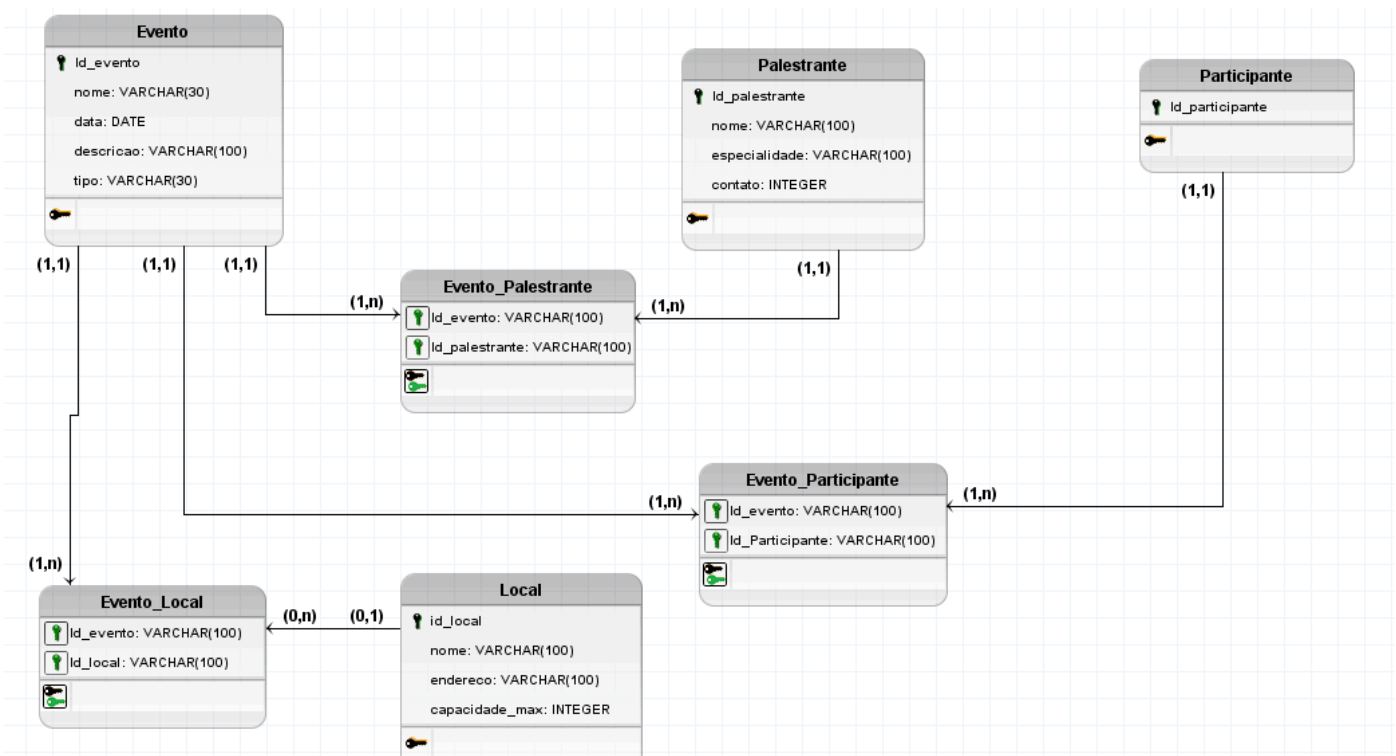 Evento
Id_evento
nome: VARCHAR(30)
data: DATE
descricao: VARCHAR(100)
tipo: VARCHAR(30)
Palestrante
Id_palestrante
nome: VARCHAR(100)
especialidade: VARCHAR(100)
contato: INTEGER
Participante
Id_participante
(1,1)
(1,1)
(1,1)
(1,1)
(1,1)
(1,n)
Evento_Palestrante
Id_evento: VARCHAR(100)
Id_palestrante: VARCHAR(100)
(1,n)
(1,n)
Evento_Participante
Id_evento: VARCHAR(100)
Id_Participante: VARCHAR(100)
(1,n)
(1,n)
Evento_Local
Id_evento: VARCHAR(100)
Id_local: VARCHAR(100)
(0,n)
(0,1)
Local
id_local
nome: VARCHAR(100)
endereco: VARCHAR(100)
capacidade_max: INTEGER